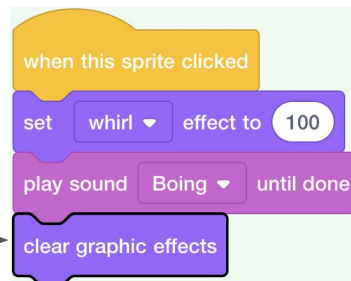 when this sprite clicked
set whirl effect to 100
play sound Boing until done
clear graphic effects